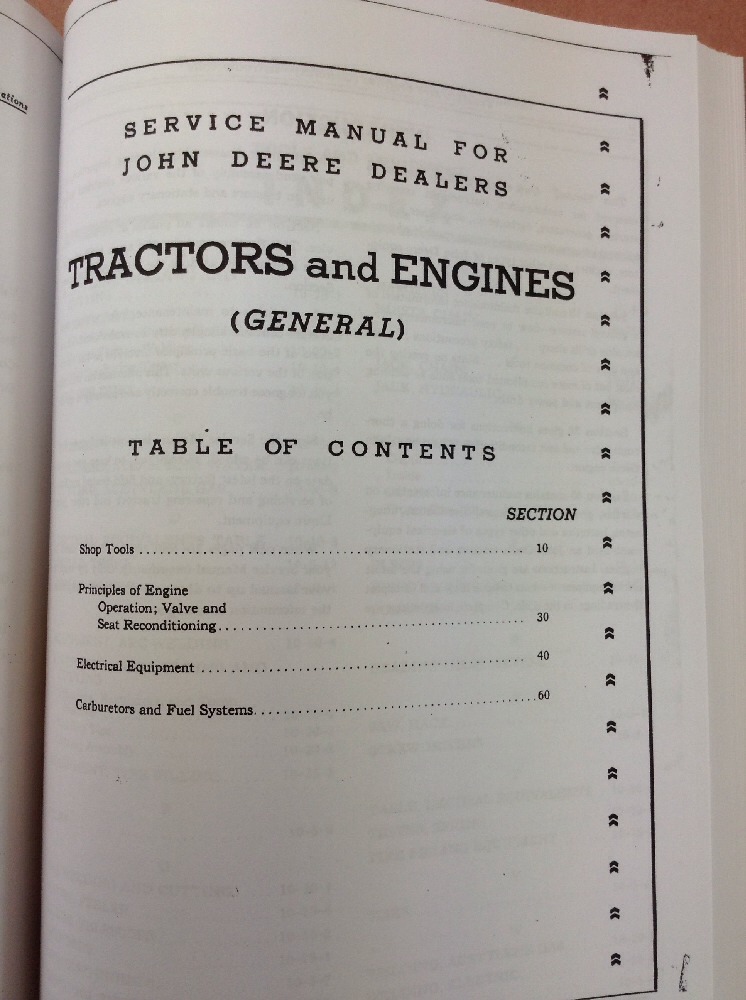 ations
SERVICE MANUAL FOR
JOHN DEERE DEALERS
TRACTORS and ENGINES
(GENERAL)
TABLE OF CONTENTS
SECTION
Shop Tools ........................................................ 10
Principles of Engine
Operation; Valve and
Seat Reconditioning............................................ 30
Electrical Equipment .............................................. 40
Carburetors and Fuel Systems........................................ 60